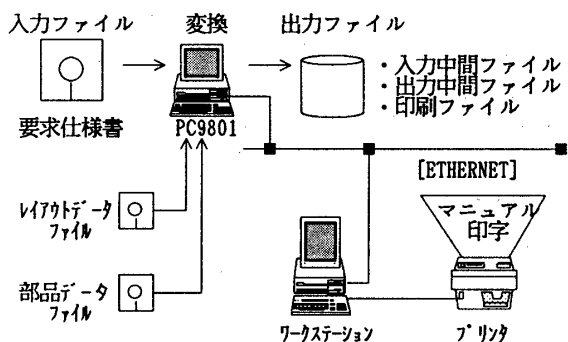 入力ファイル
変換
出力ファイル
・入力中間ファイル
・出力中間ファイル
・印刷ファイル
要求仕様書
PC9801
[ETHERNET]
レイアウトデータ
ファイル
マニュアル
印字
部品データ
ファイル
ワークステーション
プリンタ